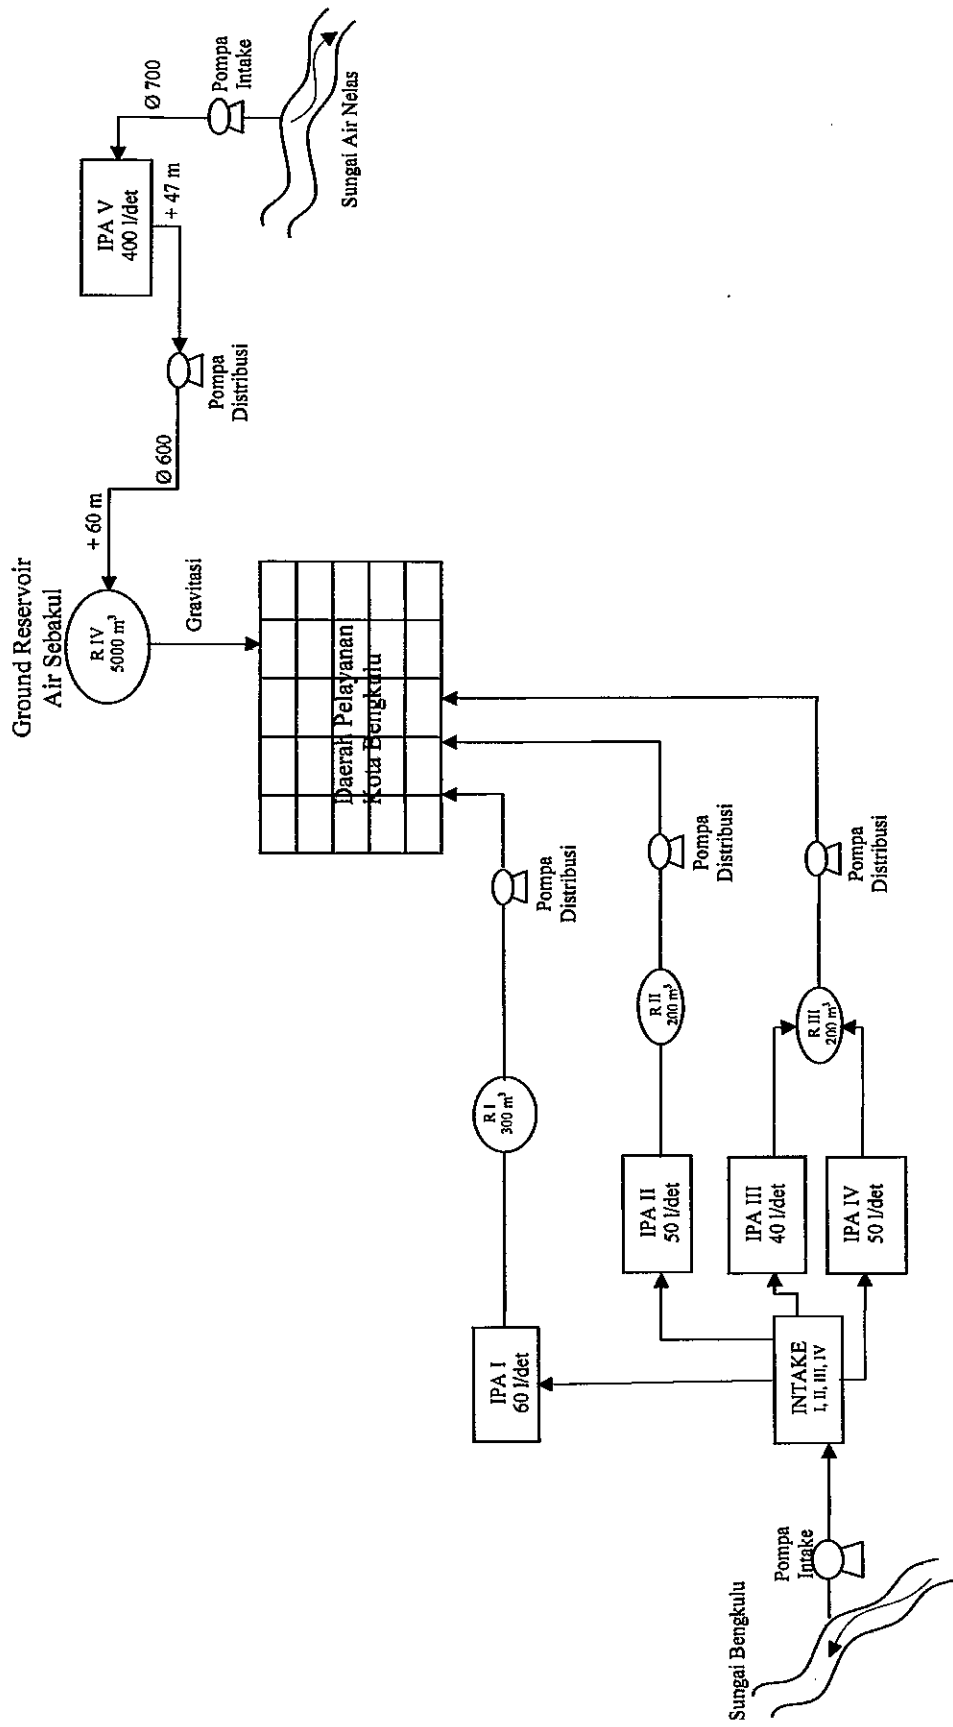 Sungai Bengkulu
Pompa
Intake
INTAKE
I, II, III, IV
IPA I
60 l/det
IPA II
50 l/det
IPA III
40 l/det
IPA IV
50 l/det
R I
300 m³
R II
200 m³
R III
200 m³
Pompa
Distribusi
Pompa
Distribusi
Pompa
Distribusi
Daerah Pelayanan
Kota Bengkulu
Gravitasi
Ground Reservoir
Air Sebakul
R IV
5000 m³
+ 60 m
Ø 600
Pompa
Distribusi
+ 47 m
IPA V
400 l/det
Ø 700
Pompa
Intake
Sungai Air Nelas